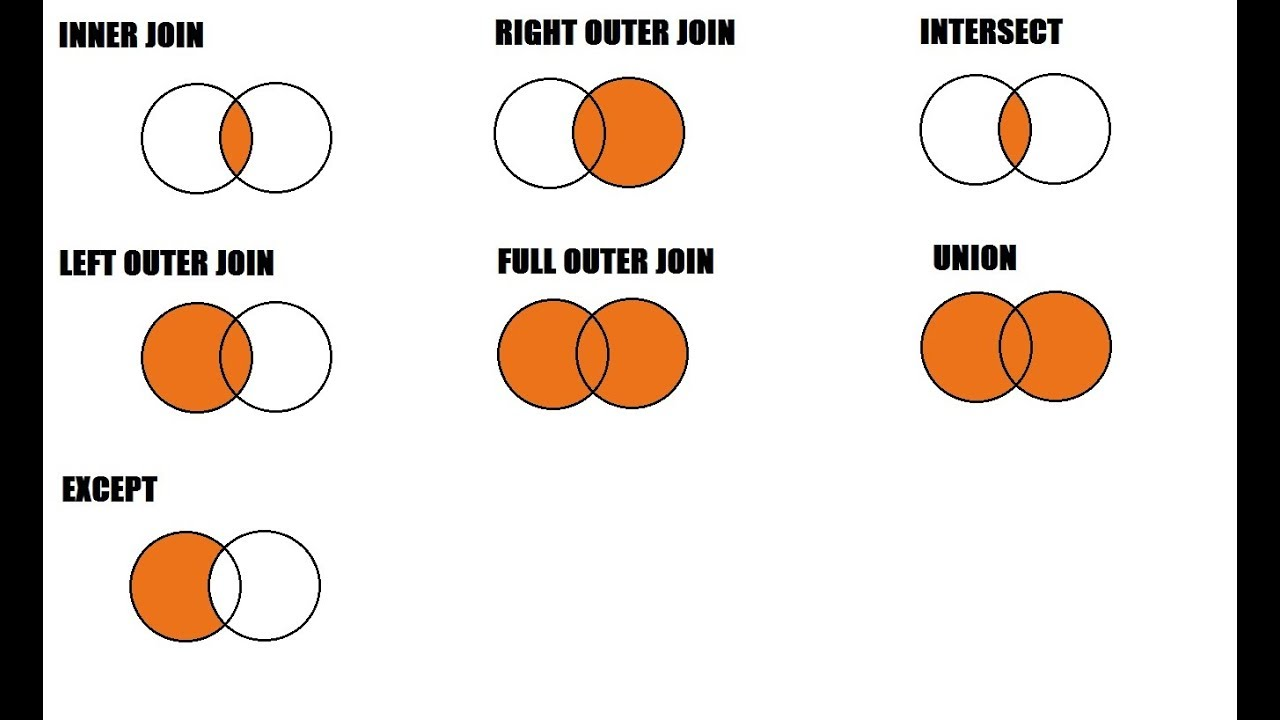 INNER JOIN
RIGHT OUTER JOIN
INTERSECT
LEFT OUTER JOIN
FULL OUTER JOIN
UNION
EXCEPT